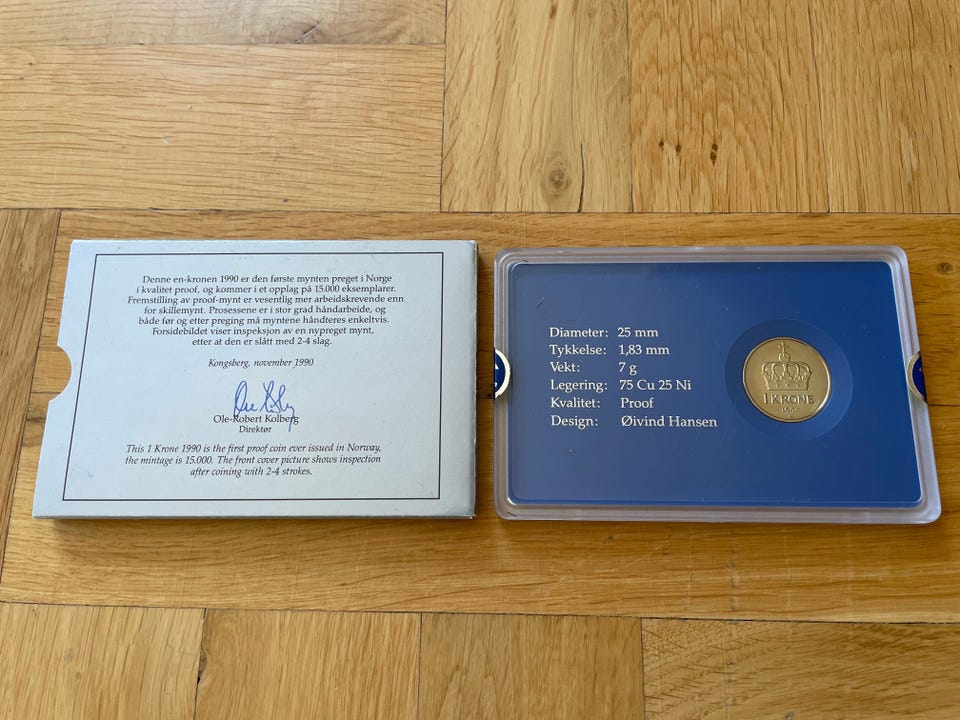 Denne en-kronen 1990 er den første mynten preget i Norge
i kvalitet proof, og kommer i et opplag på 15.000 eksemplarer.
Fremstilling av proof-mynt er vesentlig mer arbeidskrevende enn
for skillemynt. Prosessene er i stor grad håndarbeide, og
både før og etter preging må myntene håndteres enkeltvis.
Forsidebildet viser inspeksjon av en nypreget mynt,
etter at den er slått med 2-4 slag.
Kongsberg, november 1990
Ole-Robert Kolberg
Direktør
This 1 Krone 1990 is the first proof coin ever issued in Norway,
the mintage is 15.000. The front cover picture shows inspection
after coining with 2-4 strokes.
Diameter: 25 mm
Tykkelse: 1,83 mm
Vekt: 7 g
Legering: 75 Cu 25 Ni
Kvalitet: Proof
Design: Øivind Hansen
1 KRONE
1990